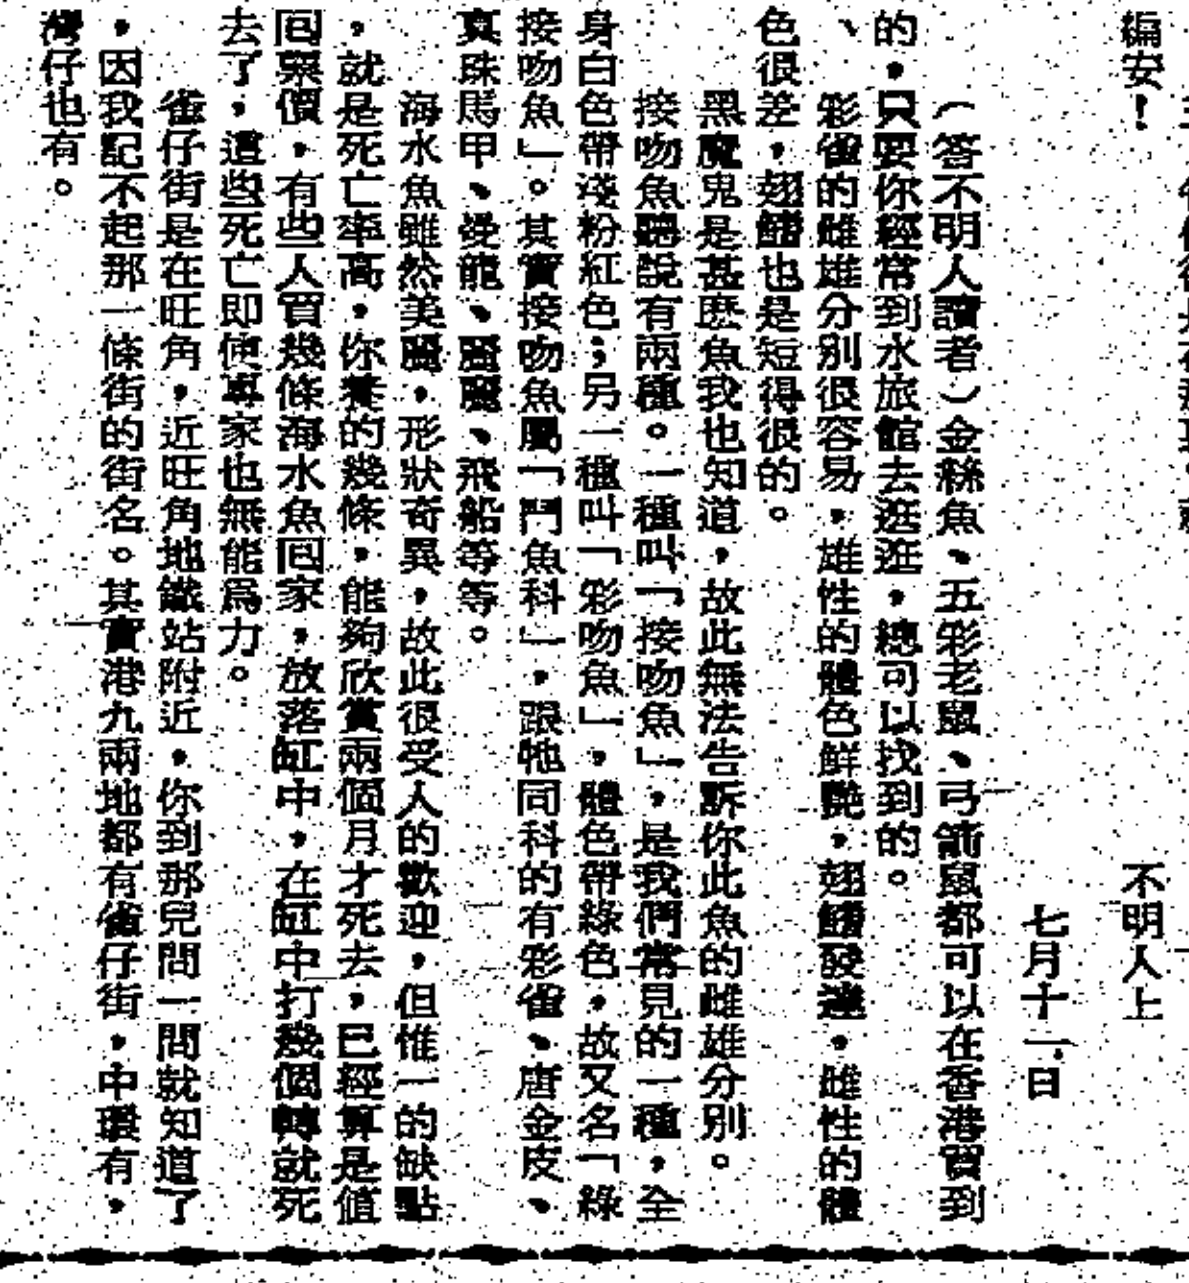 編安！
不明人上
七月十一日
（答不明人讀者）金絲魚、五彩老鼠、弓箭鼠都可以在香港買到
的，只要你經常到水旅館去逛逛，總可以找到的。
彩雀的雌雄分別很容易，雄性的體色鮮艷，翅鰭發達，雌性的體
色很差，翅鰭也是短得很的。
黑魔鬼是甚麽魚我也知道，故此無法告訴你此魚的雌雄分別。
接吻魚聽說有兩種。一種叫「接吻魚」，是我們常見的一種，全
身白色帶淺粉紅色；另一種叫「彩吻魚」，體色帶綠色，故又名「綠
接吻魚」。其實接吻魚屬「鬥魚科」，跟牠同科的有彩雀、唐金皮、
真珠馬甲、曼龍、麗麗、飛船等等。
海水魚雖然美麗，形狀奇異，故此很受人的歡迎，但惟一的缺點
，就是死亡率高，你養的幾條，能夠欣賞兩個月才死去，已經算是值
回票價，有些人買幾條海水魚回家，放落缸中，在缸中打幾個轉就死
去了，這些死亡即使專家也無能爲力。
雀仔街是在旺角，近旺角地鐵站附近，你到那兒問一問就知道了
，因我記不起那一條街的街名。其實港九兩地都有雀仔街，中環有，
灣仔也有。